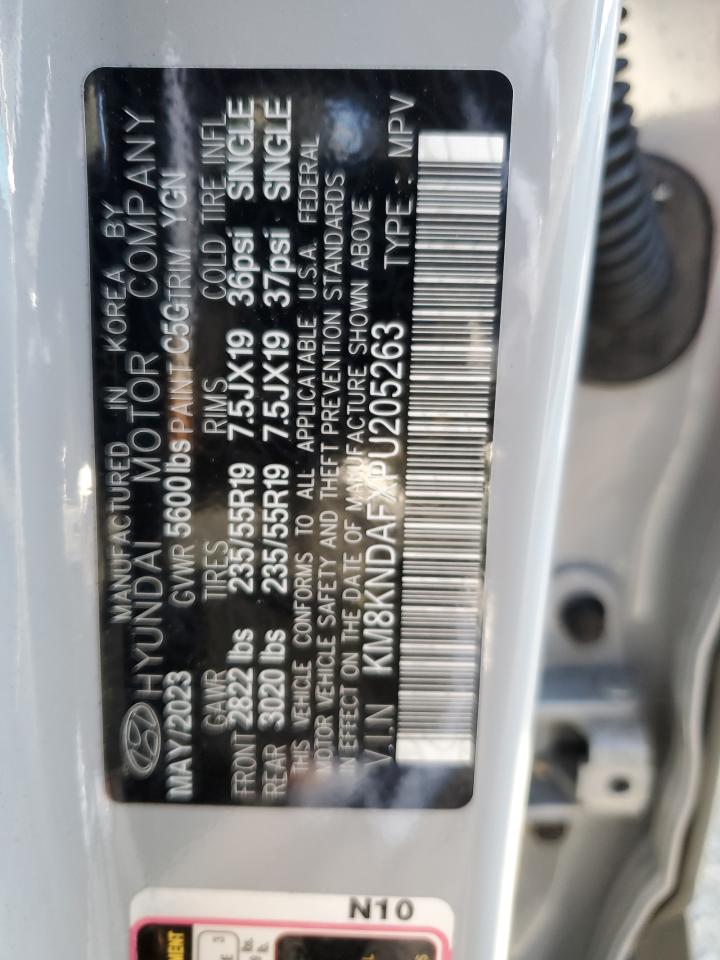 MANUFACTURED IN KOREA BY
HYUNDAI MOTOR COMPANY
MAY/2023 GVWR 5600lbs PAINT C5G TRIM YGN
GAWR TIRES RIMS COLD TIRE INFL
FRONT 2822 lbs 235/55R19 7.5JX19 36psi SINGLE
REAR 3020 lbs 235/55R19 7.5JX19 37psi SINGLE
THIS VEHICLE CONFORMS TO ALL APPLICABLE U.S.A. FEDERAL
MOTOR VEHICLE SAFETY AND THEFT PREVENTION STANDARDS
IN EFFECT ON THE DATE OF MANUFACTURE SHOWN ABOVE
V.I.N KM8KNDAFXPU205263 TYPE : MPV
N10